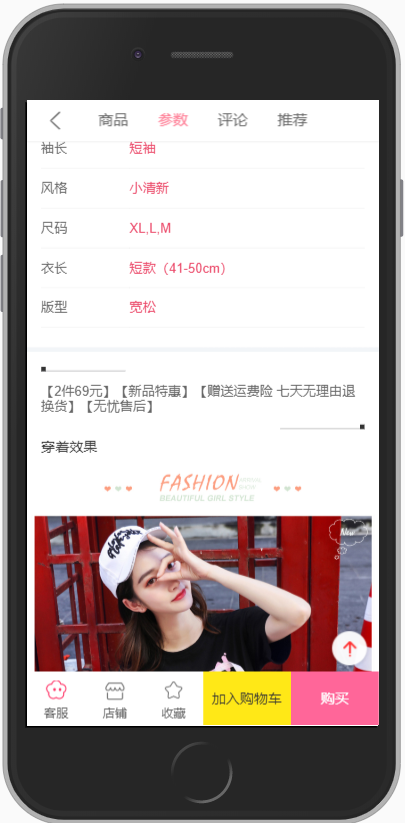 商品 参数 评论 推荐
袖长 短袖
风格 小清新
尺码 XL,L,M
衣长 短款（41-50cm）
版型 宽松
【2件69元】【新品特惠】【赠送运费险 七天无理由退
换货】【无忧售后】
穿着效果
FASHION
BEAUTIFUL GIRL STYLE
New
客服 店铺 收藏 加入购物车 购买